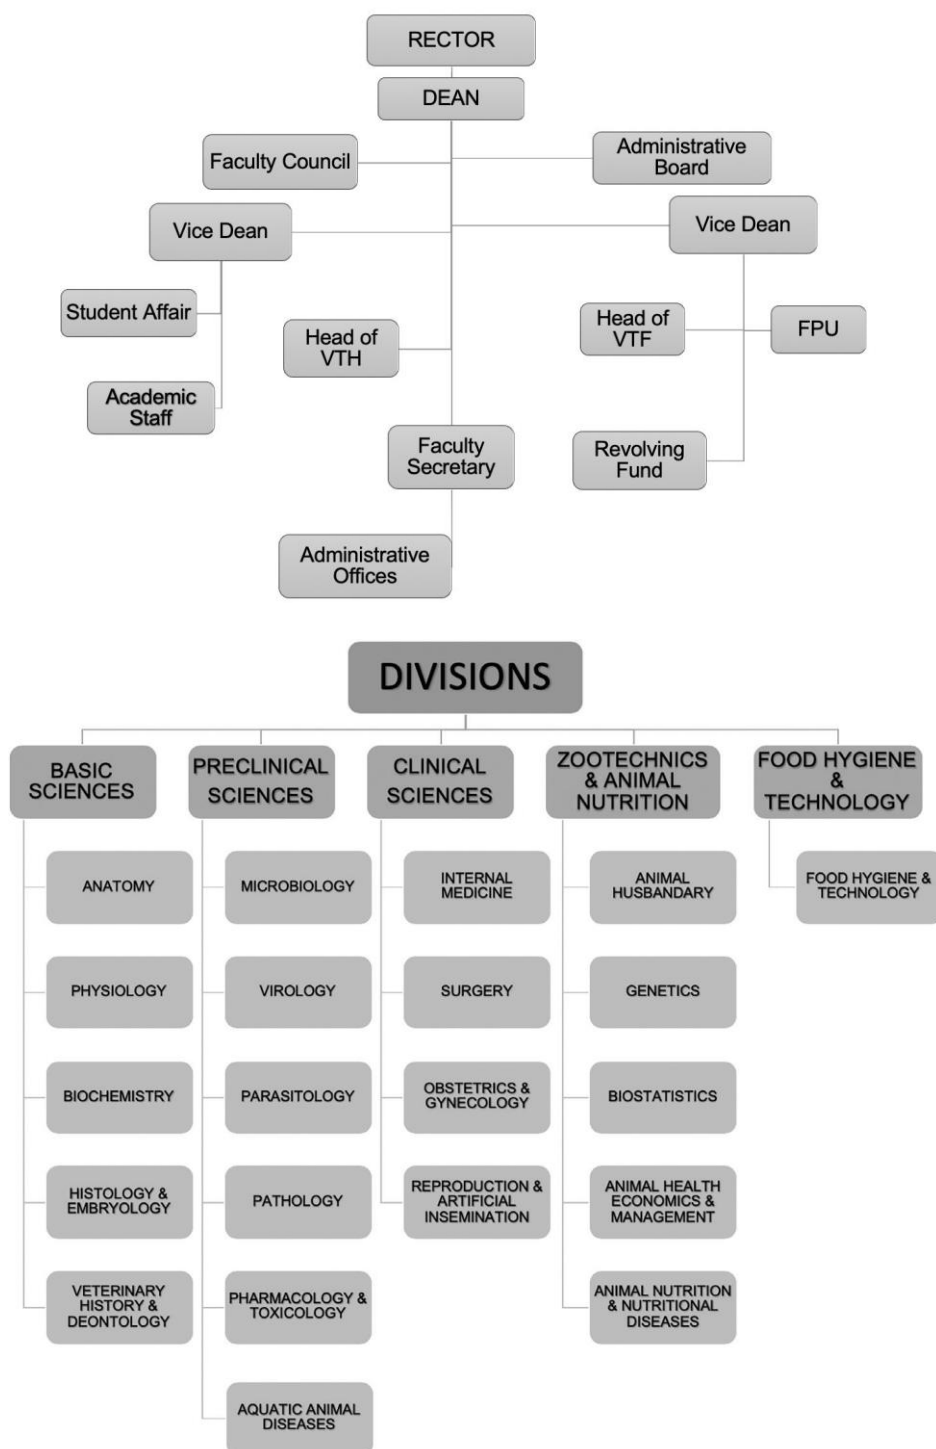 RECTOR
DEAN
Faculty Council
Administrative
Board
Vice Dean
Vice Dean
Student Affair
Head of
VTH
Head of
VTF
FPU
Academic
Staff
Faculty
Secretary
Revolving
Fund
Administrative
Offices
DIVISIONS
BASIC
SCIENCES
PRECLINICAL
SCIENCES
CLINICAL
SCIENCES
ZOOTECHNICS
& ANIMAL
NUTRITION
FOOD HYGIENE
&
TECHNOLOGY
ANATOMY
PHYSIOLOGY
BIOCHEMISTRY
HISTOLOGY &
EMBRYOLOGY
VETERINARY
HISTORY &
DEONTOLOGY
MICROBIOLOGY
VIROLOGY
PARASITOLOGY
PATHOLOGY
PHARMACOLOGY &
TOXICOLOGY
AQUATIC ANIMAL
DISEASES
INTERNAL
MEDICINE
SURGERY
OBSTETRICS &
GYNECOLOGY
REPRODUCTION &
ARTIFICIAL
INSEMINATION
ANIMAL
HUSBANDARY
GENETICS
BIOSTATISTICS
ANIMAL HEALTH
ECONOMICS &
MANAGEMENT
ANIMAL NUTRITION
& NUTRITIONAL
DISEASES
FOOD HYGIENE &
TECHNOLOGY